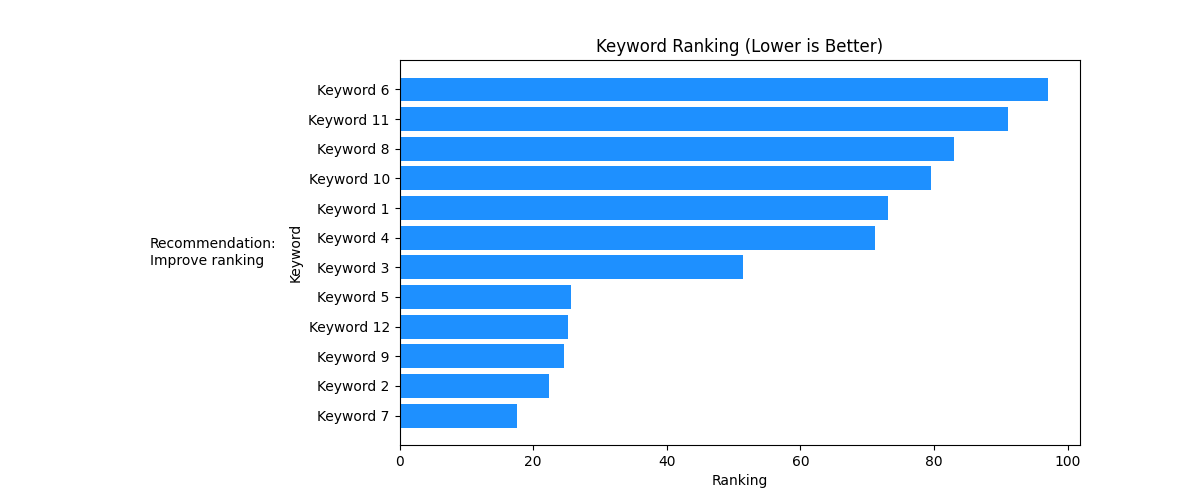 Keyword Ranking (Lower is Better)
Keyword 6
Keyword 11
Keyword 8
Keyword 10
Keyword 1
Keyword 4
Keyword 3
Keyword 5
Keyword 12
Keyword 9
Keyword 2
Keyword 7
Keyword
Recommendation:
Improve ranking
0 20 40 60 80 100
Ranking